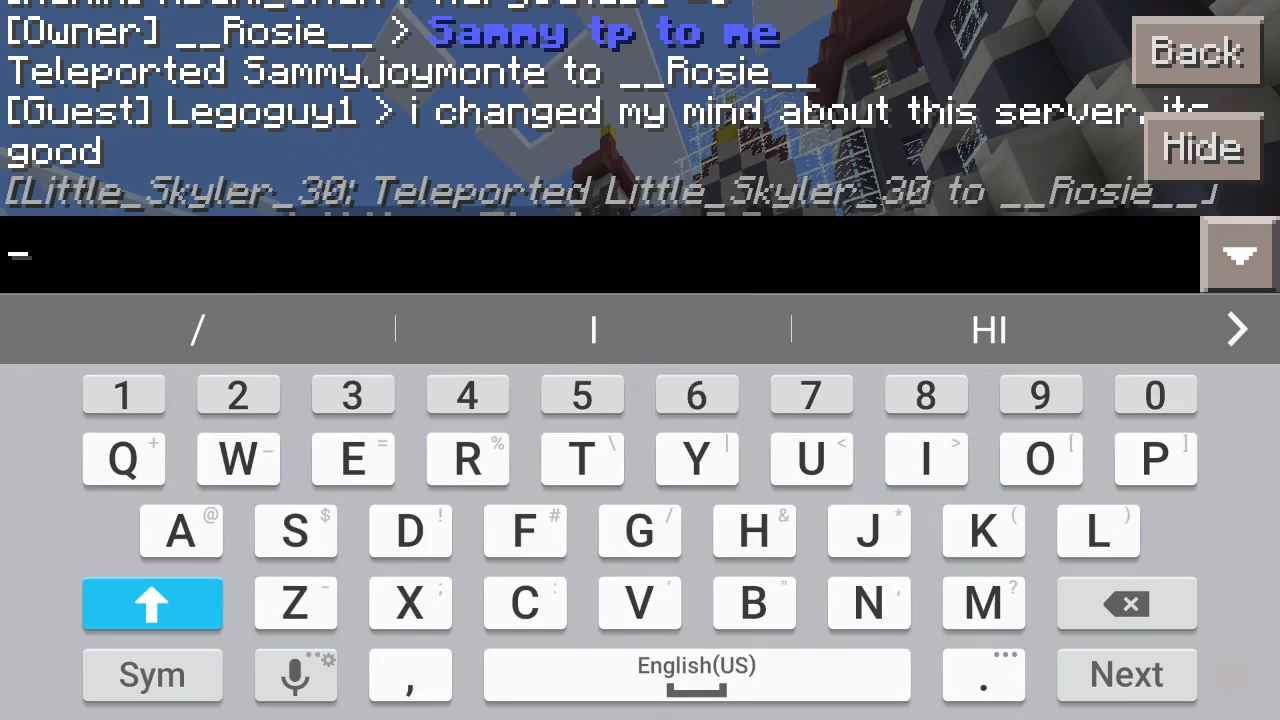 [Owner] __Rosie__ > Sammy tp to me
Teleported Sammyjoymonte to __Rosie__
[Guest] Legoguy1 > i changed my mind about this server, its
good
[Little_Skyler_30: Teleported Little_Skyler_30 to __Rosie__]
Back
Hide
_
/ I HI
1 2 3 4 5 6 7 8 9 0
Q + W _ E = R % T \ Y | U < I > O [ P ]
A @ S $ D ! F # G / H & J * K ( L )
Z - X ; C : V ' B " N , M ?
Sym , English(US) . Next